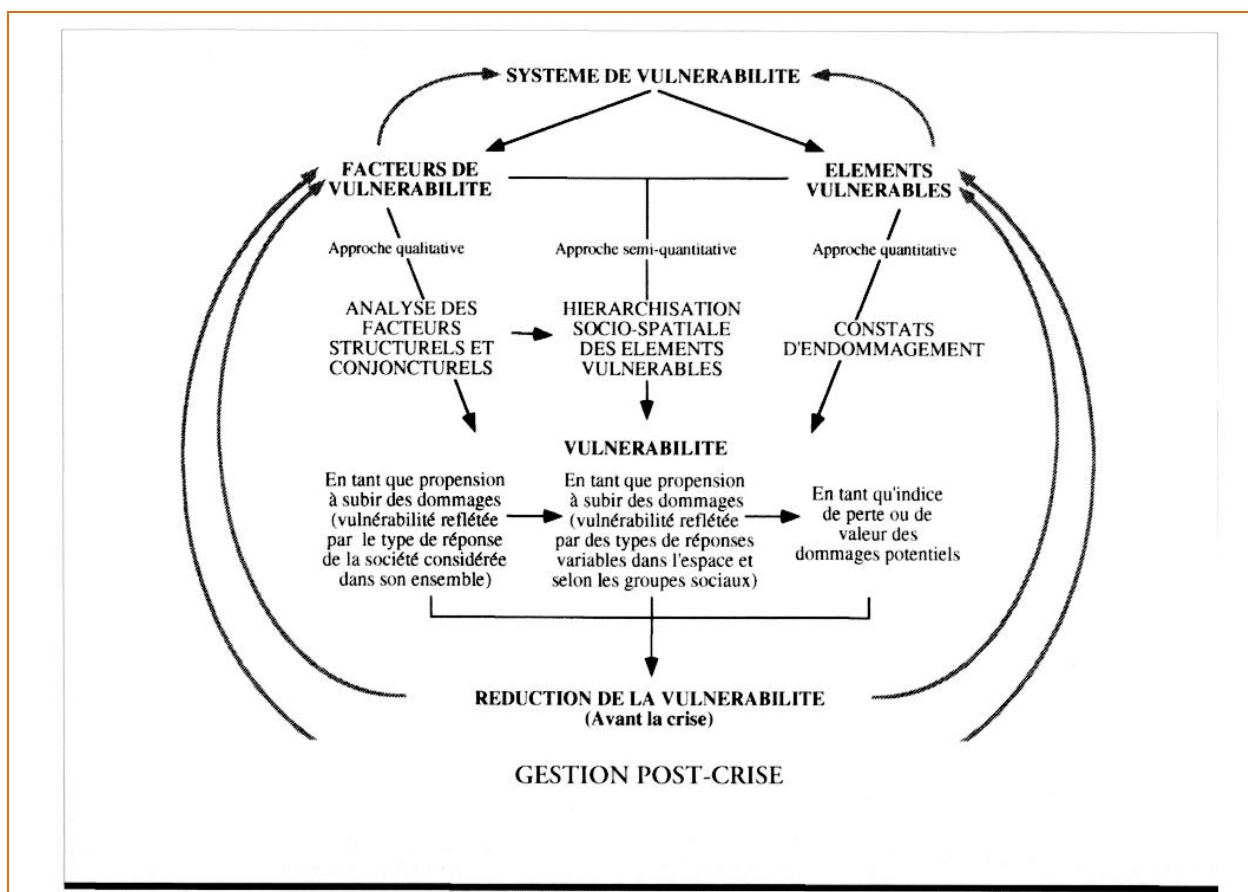 SYSTEME DE VULNERABILITE
FACTEURS DE
VULNERABILITE
ELEMENTS
VULNERABLES
Approche qualitative
Approche semi-quantitative
Approche quantitative
ANALYSE DES
FACTEURS
STRUCTURELS ET
CONJONCTURELS
HIERARCHISATION
SOCIO-SPATIALE
DES ELEMENTS
VULNERABLES
CONSTATS
D'ENDOMMAGEMENT
VULNERABILITE
En tant que propension
à subir des dommages
(vulnérabilité reflétée
par le type de réponse
de la société considérée
dans son ensemble)
En tant que propension
à subir des dommages
(vulnérabilité reflétée
par des types de réponses
variables dans l'espace et
selon les groupes sociaux)
En tant qu'indice
de perte ou de
valeur des
dommages potentiels
REDUCTION DE LA VULNERABILITE
(Avant la crise)
GESTION POST-CRISE